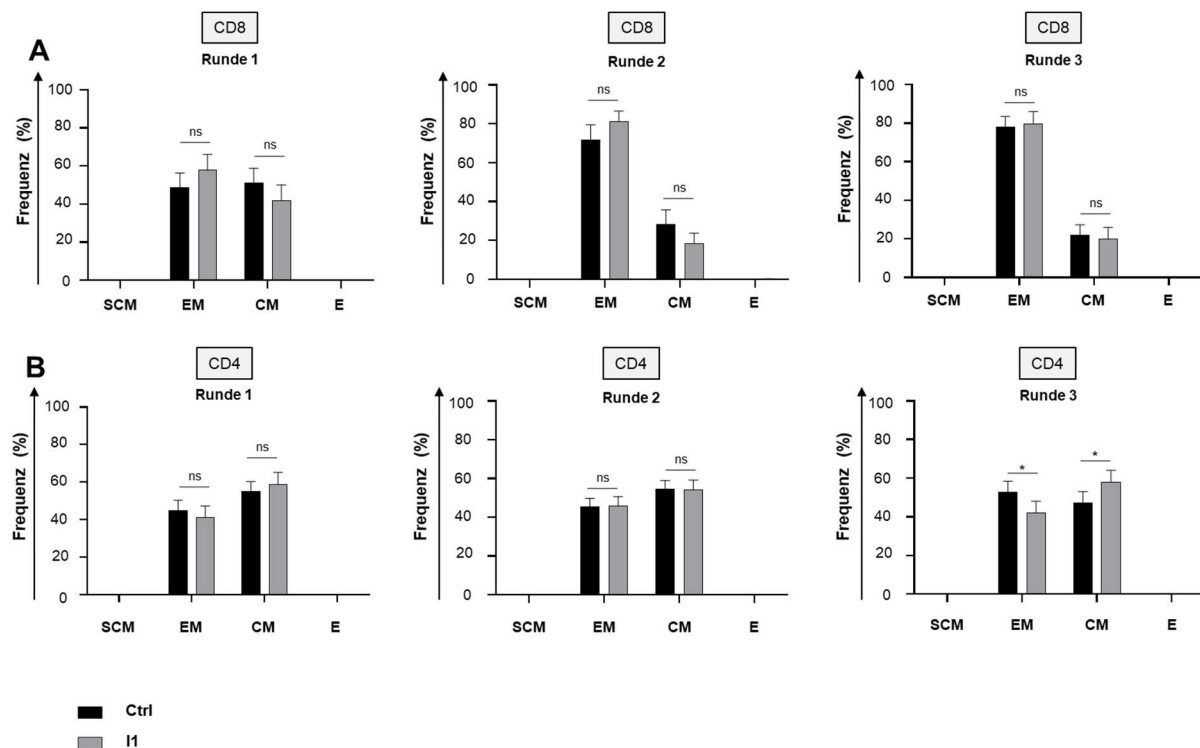 A
CD8
Runde 1
Frequenz (%)
100
80
60
40
20
0
ns
ns
SCM EM CM E
CD8
Runde 2
Frequenz (%)
100
80
60
40
20
0
ns
ns
SCM EM CM E
CD8
Runde 3
Frequenz (%)
100
80
60
40
20
0
ns
ns
SCM EM CM E
B
CD4
Runde 1
Frequenz (%)
100
80
60
40
20
0
ns
ns
SCM EM CM E
CD4
Runde 2
Frequenz (%)
100
80
60
40
20
0
ns
ns
SCM EM CM E
CD4
Runde 3
Frequenz (%)
100
80
60
40
20
0
*
*
SCM EM CM E
Ctrl
I1